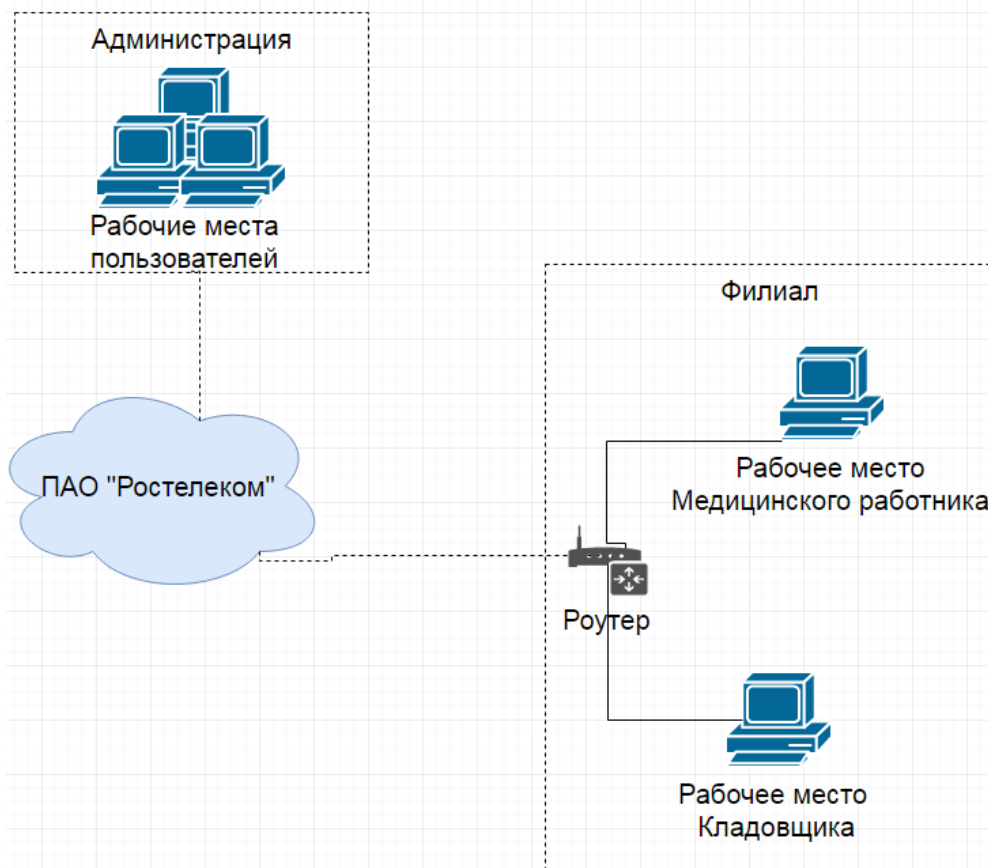 Администрация
Рабочие места
пользователей
Филиал
ПАО "Ростелеком"
Рабочее место
Медицинского работника
Роутер
Рабочее место
Кладовщика